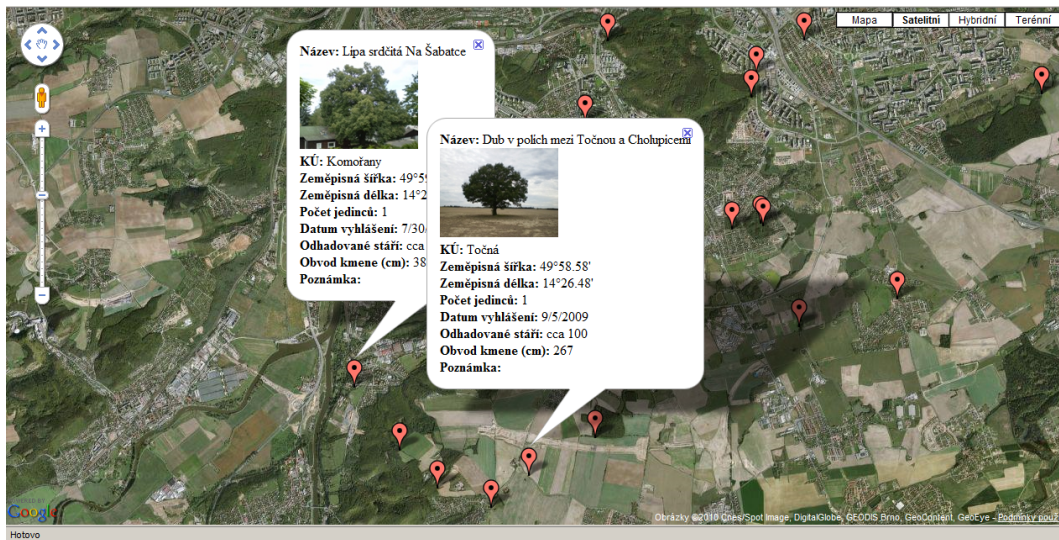 Mapa
Satelitní
Hybridní
Terénní
Název: Lípa srdčitá Na Šabatce
KÚ: Komořany
Zeměpisná šířka: 49°5
Zeměpisná délka: 14°2
Počet jedinců: 1
Datum vyhlášení: 7/30/
Odhadované stáří: cca
Obvod kmene (cm): 38
Poznámka:
Název: Dub v polích mezi Točnou a Cholupicemi
KÚ: Točná
Zeměpisná šířka: 49°58.58'
Zeměpisná délka: 14°26.48'
Počet jedinců: 1
Datum vyhlášení: 9/5/2009
Odhadované stáří: cca 100
Obvod kmene (cm): 267
Poznámka:
POWERED BY
Google
Obrázky ©2010 Cnes/Spot Image, DigitalGlobe, GEODIS Brno, GeoContent, GeoEye - Podmínky použ
Hotovo